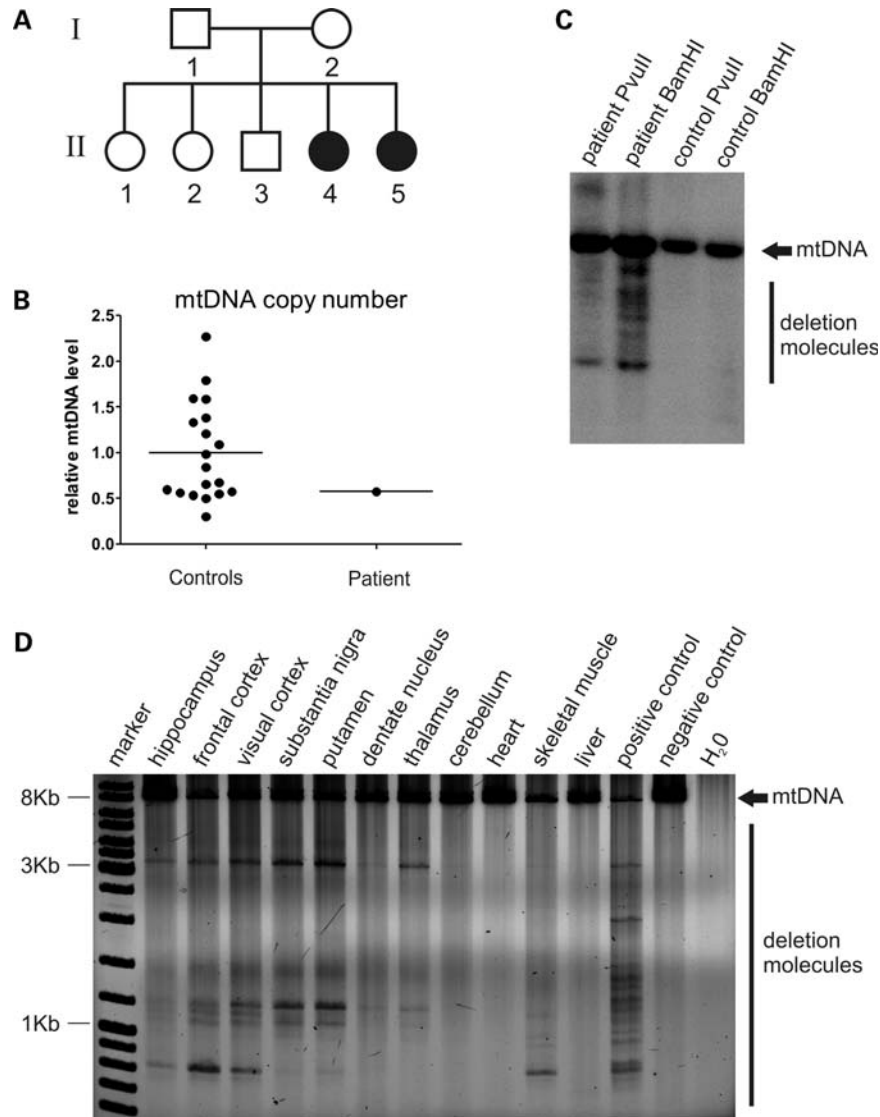 A
I
1
2
II
1
2
3
4
5
B
mtDNA copy number
relative mtDNA level
2.5
2.0
1.5
1.0
0.5
0.0
Controls
Patient
C
patient PvuII
patient BamHI
control PvuII
control BamHI
mtDNA
deletion
molecules
D
marker
hippocampus
frontal cortex
visual cortex
substantia nigra
putamen
dentate nucleus
thalamus
cerebellum
heart
skeletal muscle
liver
positive control
negative control
H₂0
8Kb
3Kb
1Kb
mtDNA
deletion
molecules